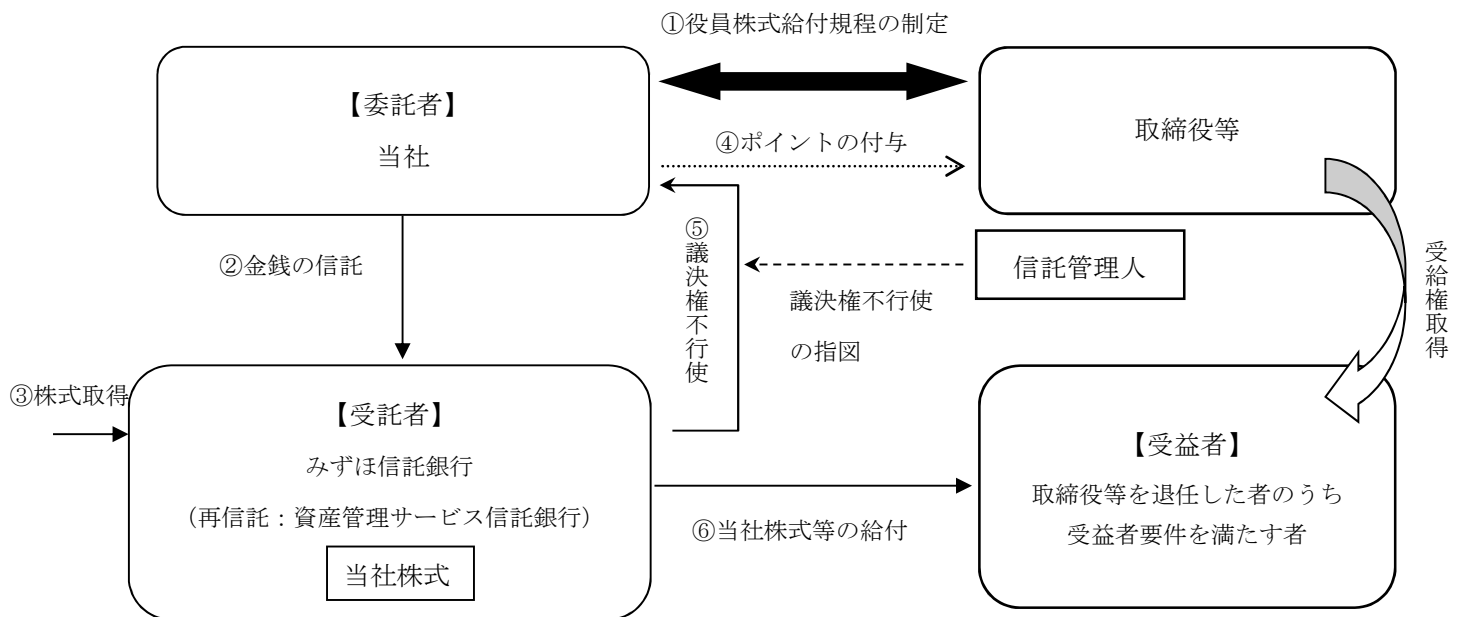 ①役員株式給付規程の制定
【委託者】
当社
④ポイントの付与
取締役等
②金銭の信託
⑤議決権不行使
議決権不行使
の指図
信託管理人
受給権取得
③株式取得
【受託者】
みずほ信託銀行
（再信託：資産管理サービス信託銀行）
当社株式
⑥当社株式等の給付
【受益者】
取締役等を退任した者のうち
受益者要件を満たす者